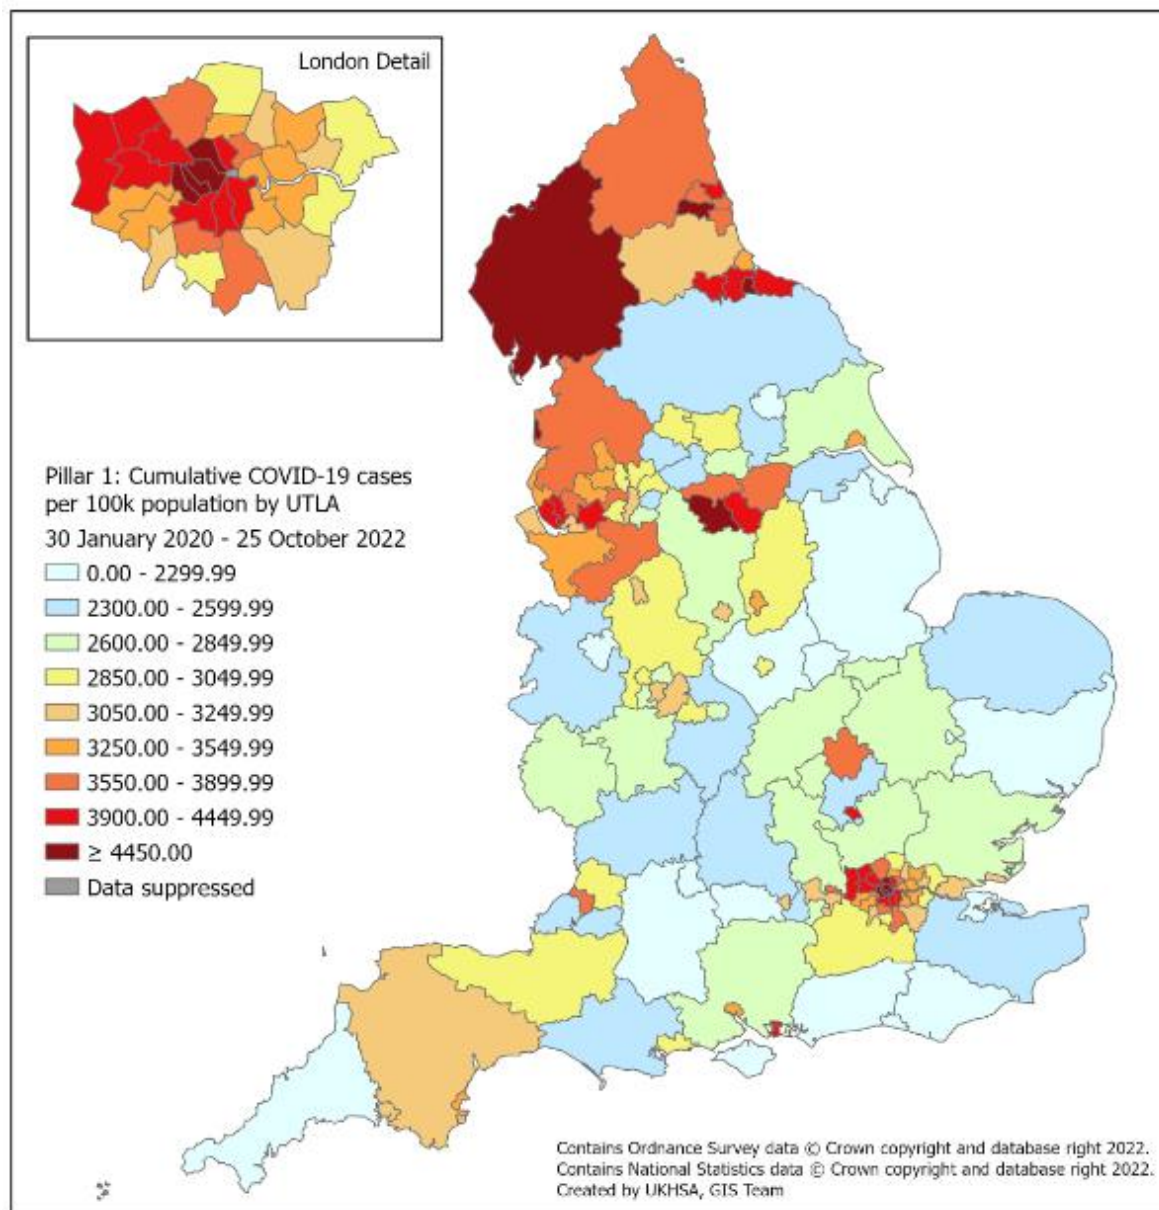 London Detail
Pillar 1: Cumulative COVID-19 cases
per 100k population by UTLA
30 January 2020 - 25 October 2022
0.00 - 2299.99
2300.00 - 2599.99
2600.00 - 2849.99
2850.00 - 3049.99
3050.00 - 3249.99
3250.00 - 3549.99
3550.00 - 3899.99
3900.00 - 4449.99
≥ 4450.00
Data suppressed
Contains Ordnance Survey data © Crown copyright and database right 2022.
Contains National Statistics data © Crown copyright and database right 2022.
Created by UKHSA, GIS Team